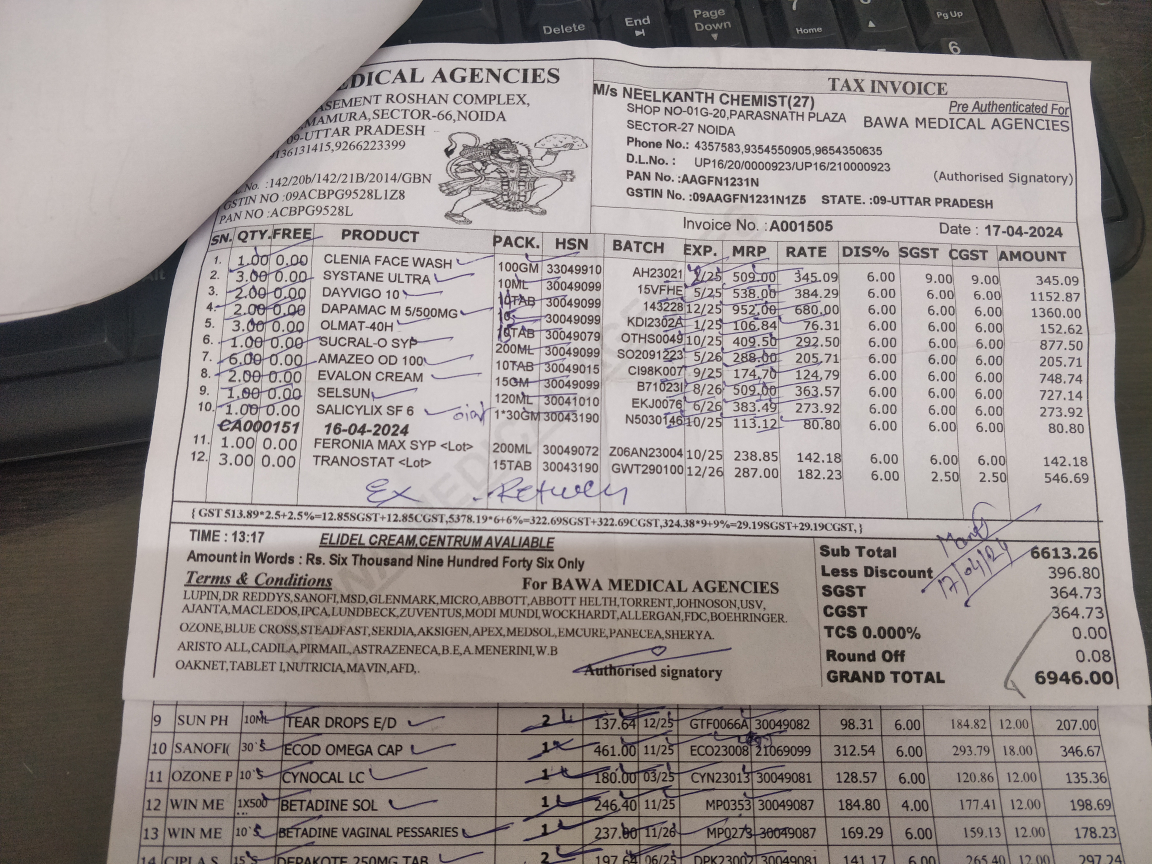 EDICAL AGENCIES
ASEMENT ROSHAN COMPLEX,
MAMURA,SECTOR-66,NOIDA
09-UTTAR PRADESH
136131415,9266223399
No. :142/20b/142/21B/2014/GBN
GSTIN NO :09ACBPG9528L1Z8
PAN NO :ACBPG9528L
TAX INVOICE
M/s NEELKANTH CHEMIST(27)
SHOP NO-01G-20,PARASNATH PLAZA
SECTOR-27 NOIDA
Phone No.: 4357583,9354550905,9654350635
D.L.No.: UP16/20/0000923/UP16/210000923
PAN No.:AAGFN1231N
GSTIN No.:09AAGFN1231N1Z5 STATE. :09-UTTAR PRADESH
Pre Authenticated For
BAWA MEDICAL AGENCIES
(Authorised Signatory)
Invoice No. :A001505 Date : 17-04-2024
SN. QTY. FREE PRODUCT PACK. HSN BATCH EXP. MRP RATE DIS% SGST CGST AMOUNT
1. 1.00 0.00 CLENIA FACE WASH 100GM 33049910 AH23021 /25 509.00 345.09 6.00 9.00 9.00 345.09
2. 3.00 0.00 SYSTANE ULTRA 10ML 30049099 15VFHE 5/25 538.00 384.29 6.00 6.00 6.00 1152.87
3. 2.00 0.00 DAYVIGO 10 10TAB 30049099 143228 12/25 952.00 680.00 6.00 6.00 6.00 1360.00
4. 2.00 0.00 DAPAMAC M 5/500MG 30049099 KDI2302A 1/25 106.84 76.31 6.00 6.00 6.00 152.62
5. 3.00 0.00 OLMAT-40H 10TAB 30049079 OTHS0049 10/25 409.50 292.50 6.00 6.00 6.00 877.50
6. 1.00 0.00 SUCRAL-O SYP 200ML 30049099 SO2091223 5/26 288.00 205.71 6.00 6.00 6.00 205.71
7. 6.00 0.00 AMAZEO OD 100 10TAB 30049015 CI98K007 9/25 174.70 124.79 6.00 6.00 6.00 748.74
8. 2.00 0.00 EVALON CREAM 15GM 30049099 B71023I 8/26 509.00 363.57 6.00 6.00 6.00 727.14
9. 1.00 0.00 SELSUN 120ML 30041010 EKJ0076 6/26 383.49 273.92 6.00 6.00 6.00 273.92
10. 1.00 0.00 SALICYLIX SF 6 1*30GM 30043190 N5030146 10/25 113.12 80.80 6.00 6.00 6.00 80.80
CA000151 16-04-2024
11. 1.00 0.00 FERONIA MAX SYP <Lot> 200ML 30049072 Z06AN23004 10/25 238.85 142.18 6.00 6.00 6.00 142.18
12. 3.00 0.00 TRANOSTAT <Lot> 15TAB 30043190 GWT290100 12/26 287.00 182.23 6.00 2.50 2.50 546.69
Ex
{ GST 513.89*2.5+2.5%=12.85SGST+12.85CGST,5378.19*6+6%=322.69SGST+322.69CGST,324.38*9+9%=29.19SGST+29.19CGST,}
TIME : 13:17 ELIDEL CREAM,CENTRUM AVALIABLE
Amount in Words : Rs. Six Thousand Nine Hundred Forty Six Only
Terms & Conditions For BAWA MEDICAL AGENCIES
LUPIN,DR REDDYS,SANOFI,MSD,GLENMARK,MICRO,ABBOTT,ABBOTT HELTH,TORRENT,JOHNOSON,USV,
AJANTA,MACLEDOS,IPCA,LUNDBECK,ZUVENTUS,MODI MUNDI,WOCKHARDT,ALLERGAN,FDC,BOEHRINGER.
OZONE,BLUE CROSS,STEADFAST,SERDIA,AKSIGEN,APEX,MEDSOL,EMCURE,PANECEA,SHERYA.
ARISTO ALL,CADILA,PIRMAIL,ASTRAZENECA,B.E,A.MENERINI,W.B
OAKNET,TABLET I,NUTRICIA,MAVIN,AFD,.
Authorised signatory
Sub Total 6613.26
Less Discount 396.80
SGST 364.73
CGST 364.73
TCS 0.000% 0.00
Round Off 0.08
GRAND TOTAL 6946.00
17/04/24
9 SUN PH 10ML TEAR DROPS E/D 2 137.64 12/25 GTF0066A 30049082 98.31 6.00 184.82 12.00 207.00
10 SANOFI( 30`S ECOD OMEGA CAP 1 461.00 11/25 ECO23008 21069099 312.54 6.00 293.79 18.00 346.67
11 OZONE P 10`S CYNOCAL LC 1 180.00 03/25 CYN23013 30049081 128.57 6.00 120.86 12.00 135.36
12 WIN ME 1X500 BETADINE SOL 1 246.40 11/25 MP0353 30049087 184.80 4.00 177.41 12.00 198.69
13 WIN ME 10`S BETADINE VAGINAL PESSARIES 1 237.00 11/26 MP0273 30049087 169.29 6.00 159.13 12.00 178.23
14 CIPLA S 15`S DEPAKOTE 250MG TAB 2 197.64 06/25 DPK23002 30049081 141.17 6.00 265.40 12.00 297.24
Delete
End
Page Down
7 Home
Pg Up
6